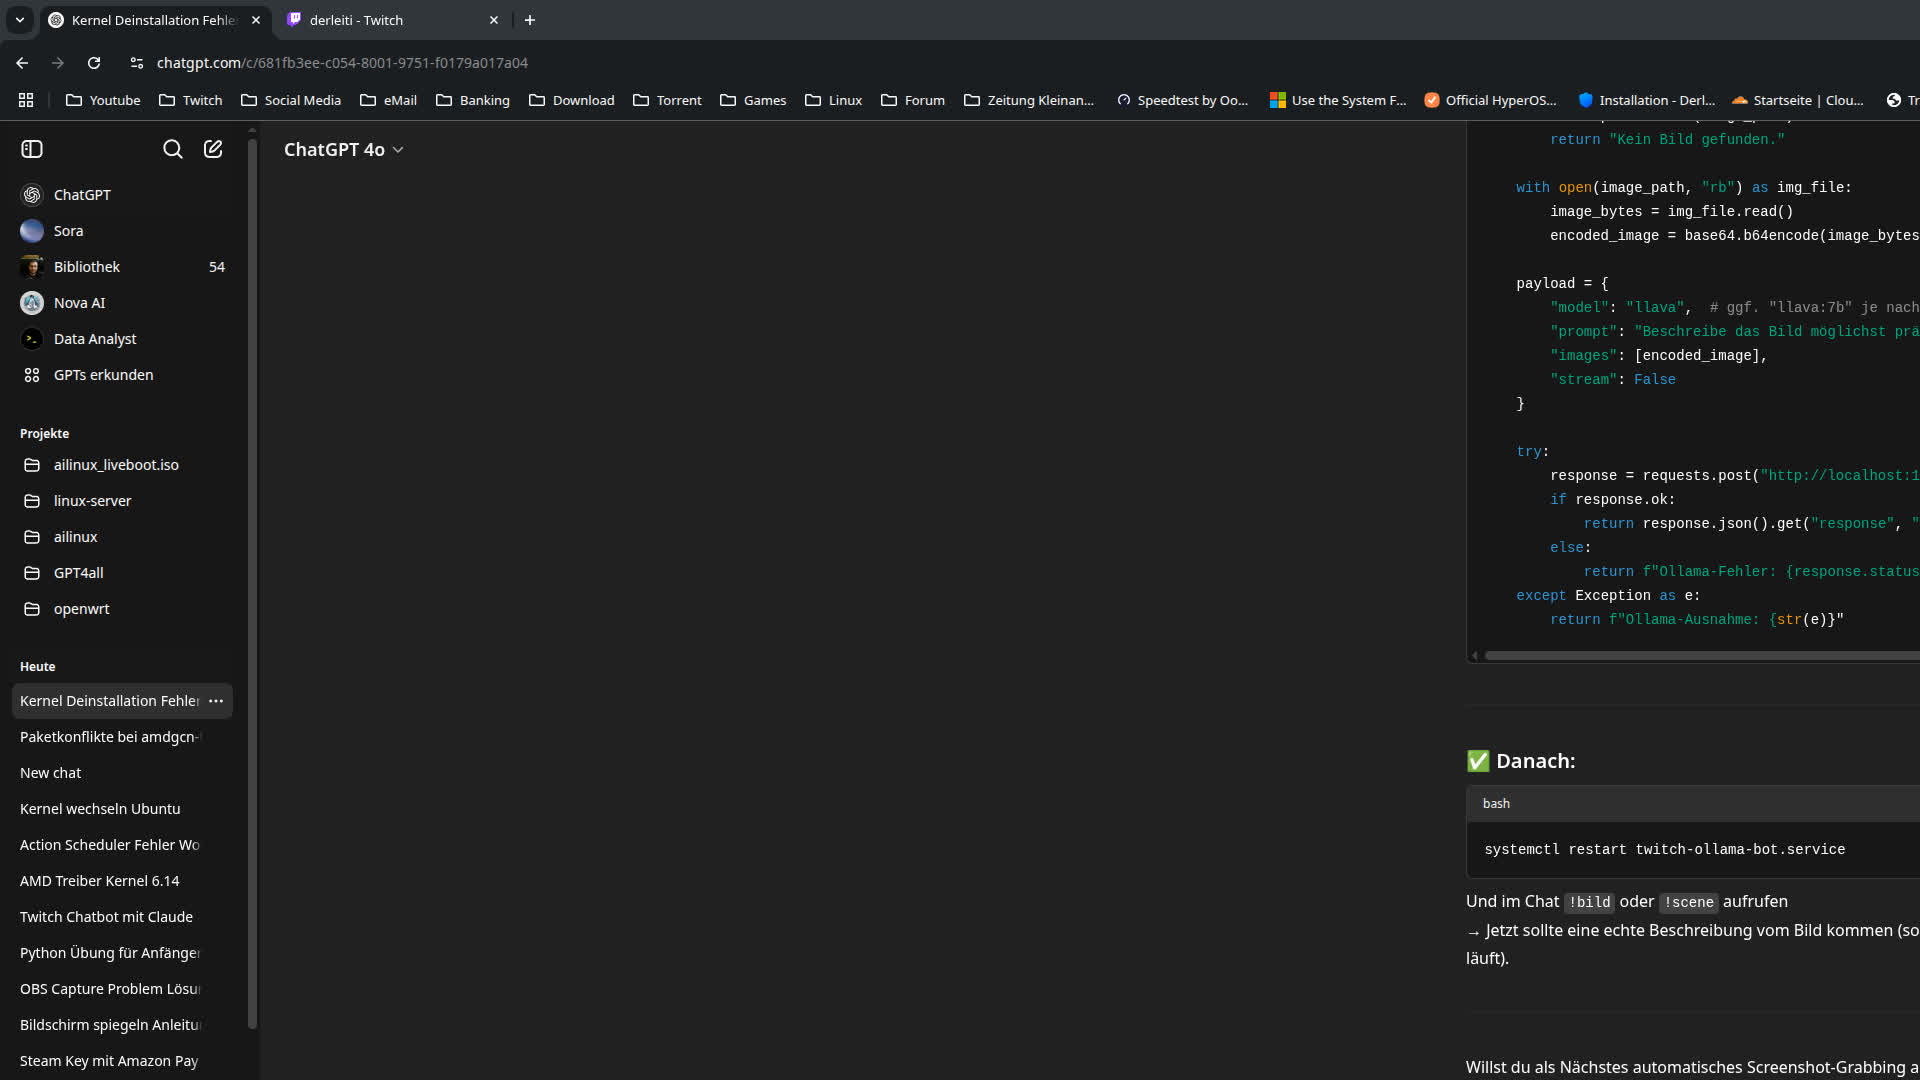 Kernel Deinstallation Fehle
derleiti - Twitch
chatgpt.com/c/681fb3ee-c054-8001-9751-f0179a017a04
Youtube
Twitch
Social Media
eMail
Banking
Download
Torrent
Games
Linux
Forum
Zeitung Kleinan...
Speedtest by Oo...
Use the System F...
Official HyperOS...
Installation - Derl...
Startseite | Clou...
Tr
ChatGPT
Sora
Bibliothek 54
Nova AI
Data Analyst
GPTs erkunden
Projekte
ailinux_liveboot.iso
linux-server
ailinux
GPT4all
openwrt
Heute
Kernel Deinstallation Fehler
Paketkonflikte bei amdgcn-
New chat
Kernel wechseln Ubuntu
Action Scheduler Fehler Wo
AMD Treiber Kernel 6.14
Twitch Chatbot mit Claude
Python Übung für Anfänger
OBS Capture Problem Lösu
Bildschirm spiegeln Anleitu
Steam Key mit Amazon Pay
ChatGPT 4o
return "Kein Bild gefunden."
with open(image_path, "rb") as img_file:
image_bytes = img_file.read()
encoded_image = base64.b64encode(image_bytes
payload = {
"model": "llava",  # ggf. "llava:7b" je nach
"prompt": "Beschreibe das Bild möglichst prä
"images": [encoded_image],
"stream": False
}
try:
response = requests.post("http://localhost:1
if response.ok:
return response.json().get("response", "
else:
return f"Ollama-Fehler: {response.status
except Exception as e:
return f"Ollama-Ausnahme: {str(e)}"
✅ Danach:
bash
systemctl restart twitch-ollama-bot.service
Und im Chat !bild oder !scene aufrufen
→ Jetzt sollte eine echte Beschreibung vom Bild kommen (so
läuft).
Willst du als Nächstes automatisches Screenshot-Grabbing a